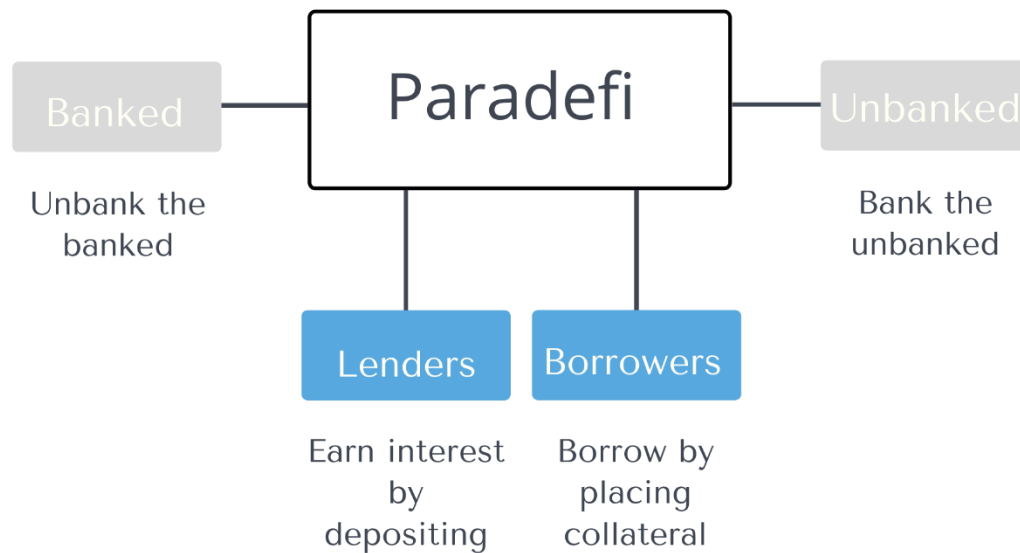 Paradefi
Banked
Unbanked
Unbank the
banked
Bank the
unbanked
Lenders
Borrowers
Earn interest
by
depositing
Borrow by
placing
collateral